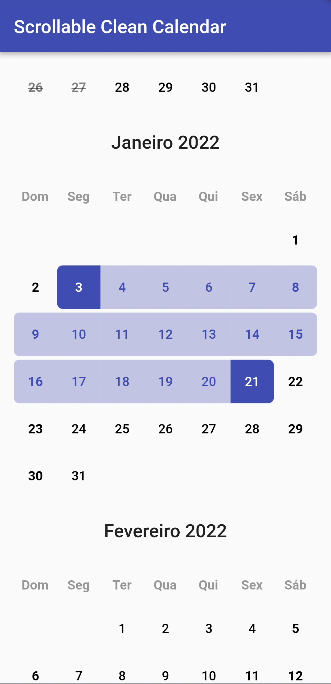 Scrollable Clean Calendar
26 27 28 29 30 31
Janeiro 2022
Dom Seg Ter Qua Qui Sex Sáb
1
2 3 4 5 6 7 8
9 10 11 12 13 14 15
16 17 18 19 20 21 22
23 24 25 26 27 28 29
30 31
Fevereiro 2022
Dom Seg Ter Qua Qui Sex Sáb
1 2 3 4 5
6 7 8 9 10 11 12